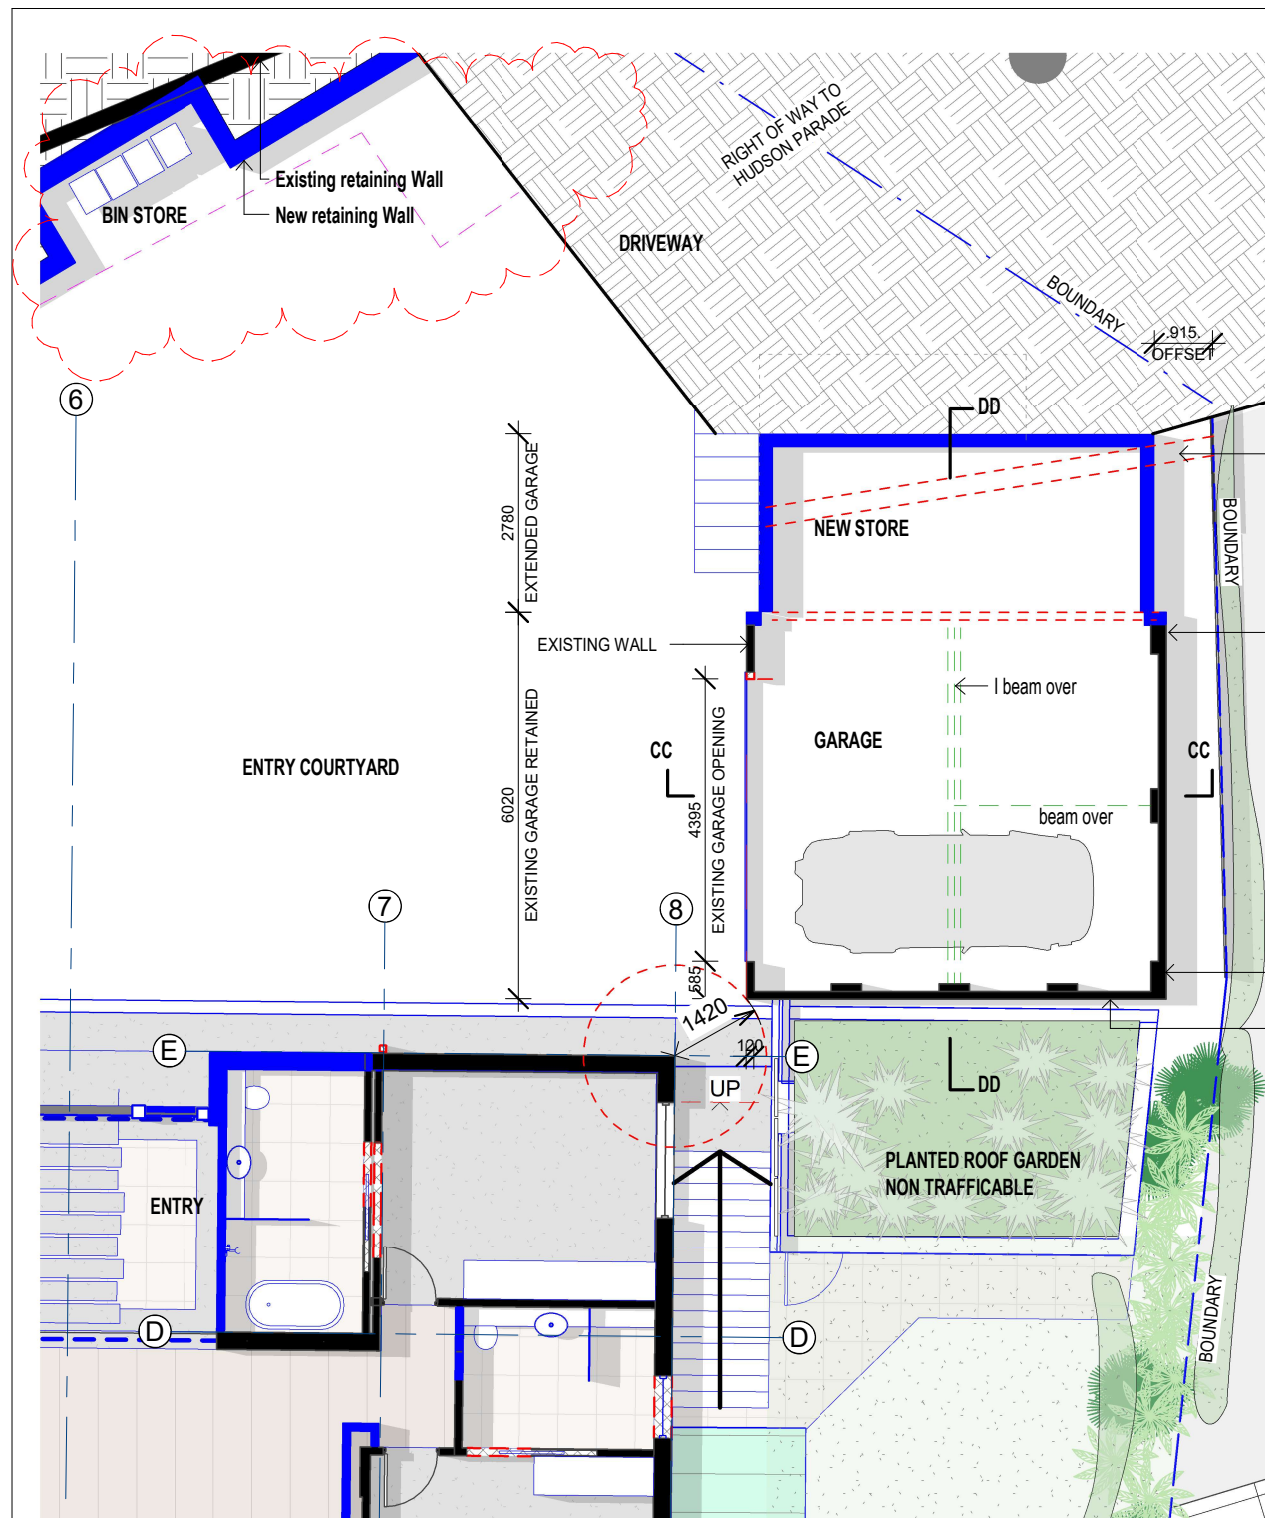 RIGHT OF WAY TO
HUDSON PARADE
Existing retaining Wall
New retaining Wall
BIN STORE
DRIVEWAY
BOUNDARY
.915.
OFFSET
6
DD
2780
EXTENDED GARAGE
NEW STORE
BOUNDARY
EXISTING WALL
I beam over
GARAGE
CC
CC
ENTRY COURTYARD
6020
EXISTING GARAGE RETAINED
4395
EXISTING GARAGE OPENING
beam over
7
8
585
1420
120
E
E
UP
DD
PLANTED ROOF GARDEN
NON TRAFFICABLE
ENTRY
BOUNDARY
D
D